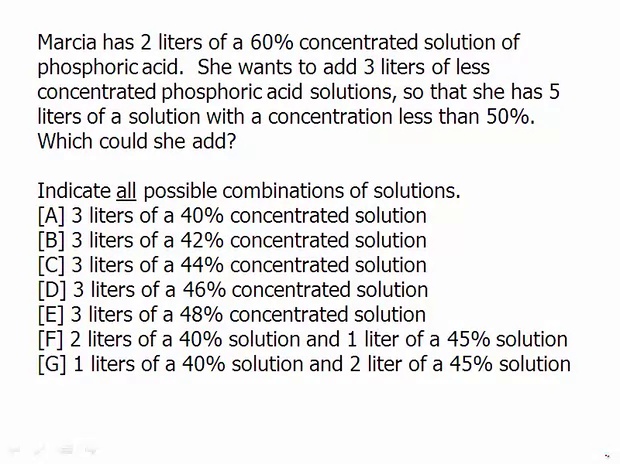 Marcia has 2 liters of a 60% concentrated solution of
phosphoric acid.  She wants to add 3 liters of less
concentrated phosphoric acid solutions, so that she has 5
liters of a solution with a concentration less than 50%.
Which could she add?
Indicate all possible combinations of solutions.
[A] 3 liters of a 40% concentrated solution
[B] 3 liters of a 42% concentrated solution
[C] 3 liters of a 44% concentrated solution
[D] 3 liters of a 46% concentrated solution
[E] 3 liters of a 48% concentrated solution
[F] 2 liters of a 40% solution and 1 liter of a 45% solution
[G] 1 liters of a 40% solution and 2 liter of a 45% solution